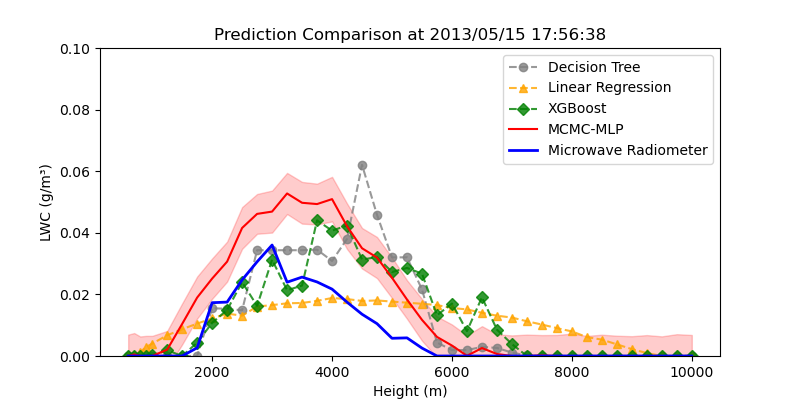 Prediction Comparison at 2013/05/15 17:56:38
0.10
0.08
0.06
0.04
0.02
0.00
LWC (g/m³)
Decision Tree
Linear Regression
XGBoost
MCMC-MLP
Microwave Radiometer
2000 4000 6000 8000 10000
Height (m)